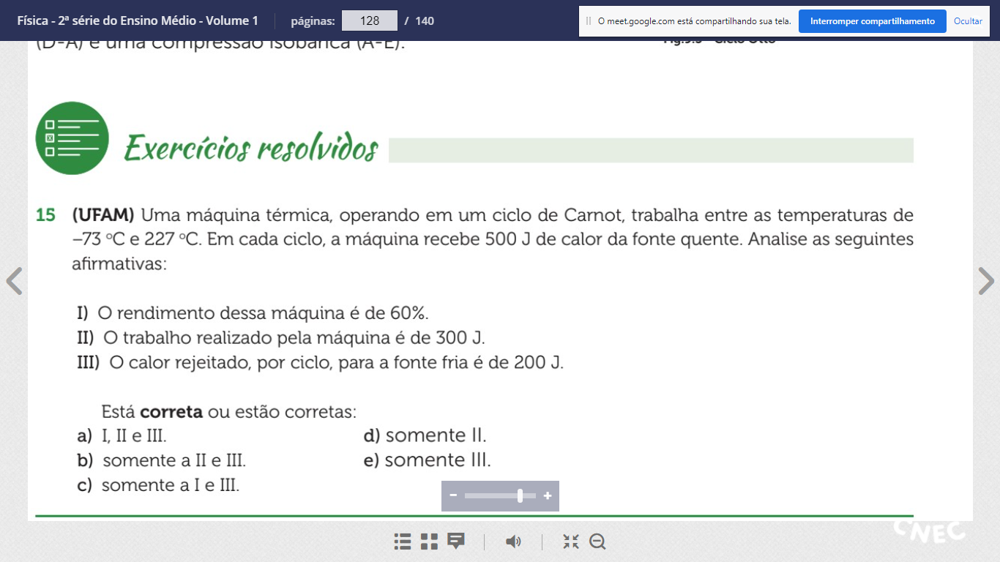 Física - 2ª série do Ensino Médio - Volume 1
páginas: 128 / 140
O meet.google.com está compartilhando sua tela. Interromper compartilhamento Ocultar
(D-A) e uma compressão isobárica (A-E).
Fig.9.5 - Ciclo Otto
Exercícios resolvidos
15 (UFAM) Uma máquina térmica, operando em um ciclo de Carnot, trabalha entre as temperaturas de
–73 ºC e 227 ºC. Em cada ciclo, a máquina recebe 500 J de calor da fonte quente. Analise as seguintes
afirmativas:
I) O rendimento dessa máquina é de 60%.
II) O trabalho realizado pela máquina é de 300 J.
III) O calor rejeitado, por ciclo, para a fonte fria é de 200 J.
Está correta ou estão corretas:
a) I, II e III.
b) somente a II e III.
c) somente a I e III.
d) somente II.
e) somente III.
CNEC